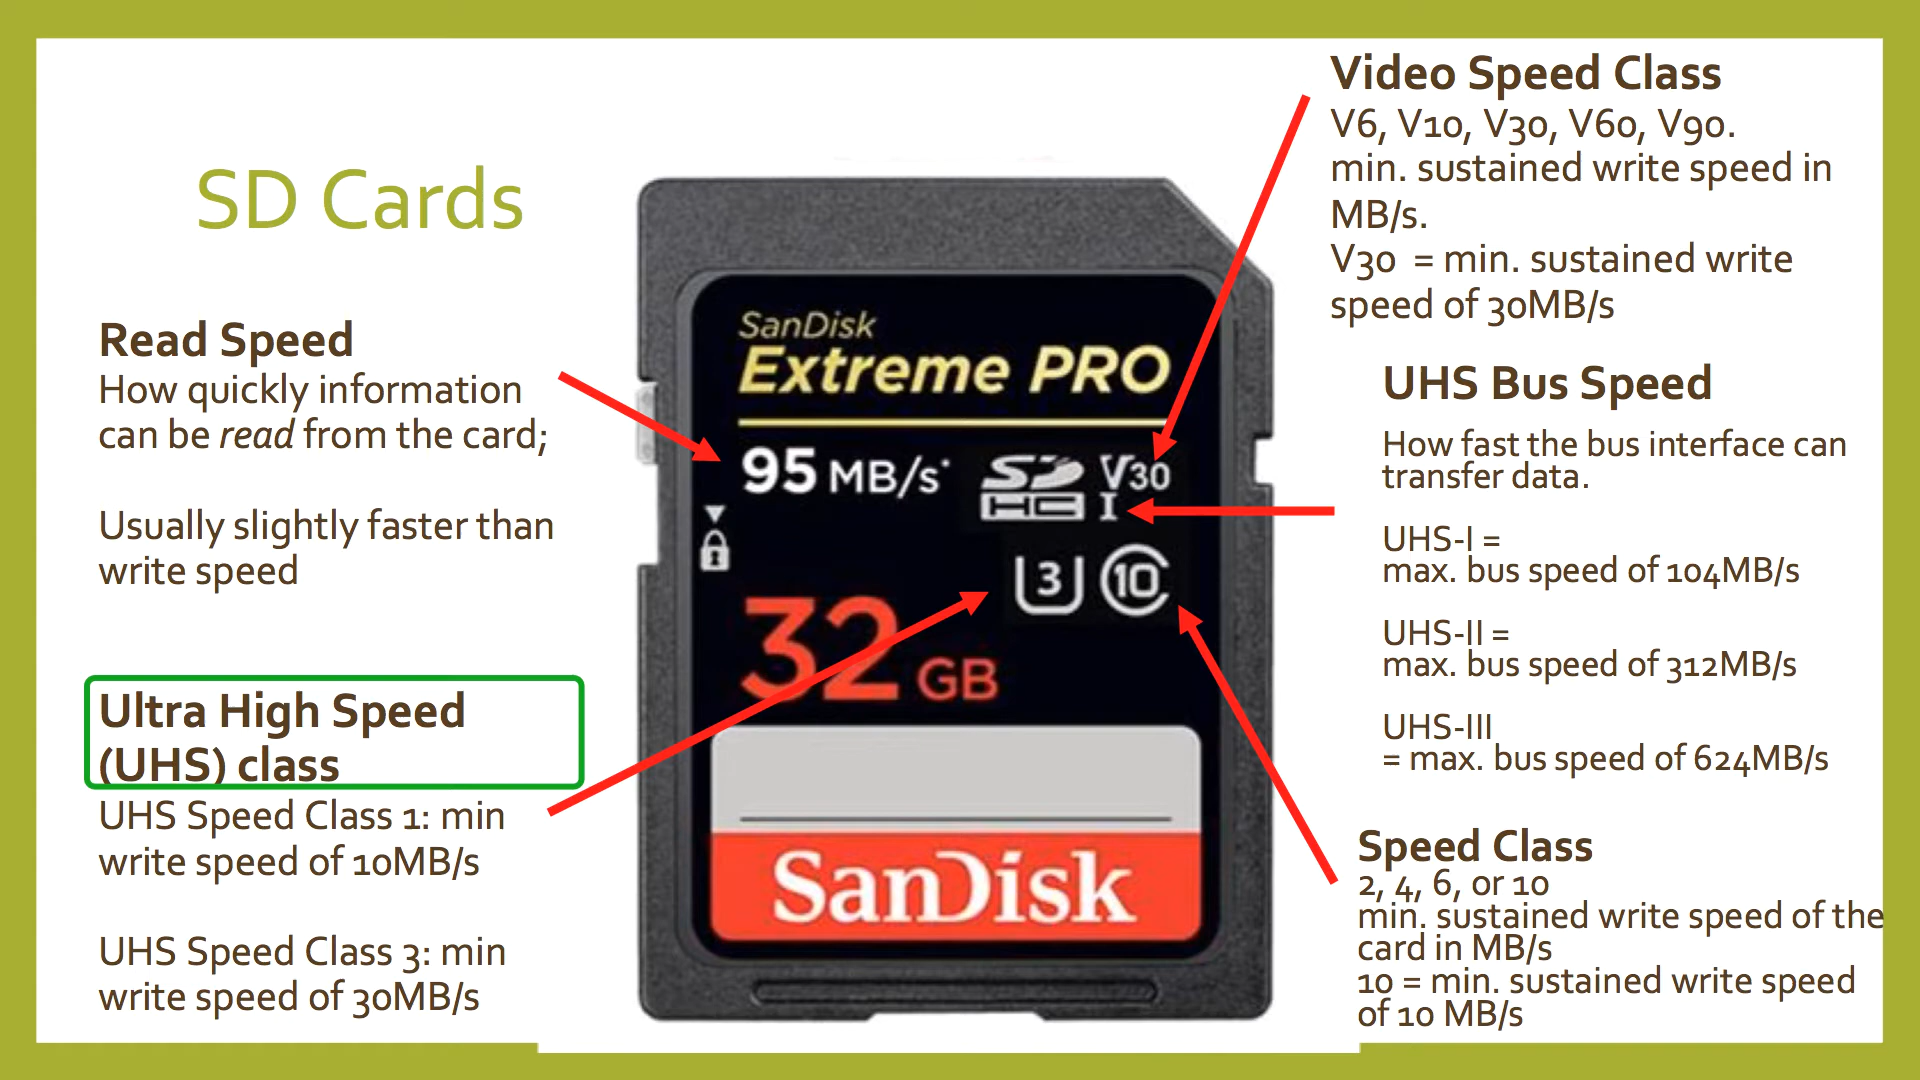 SD Cards
Read Speed
How quickly information
can be read from the card;
Usually slightly faster than
write speed
Ultra High Speed
(UHS) class
UHS Speed Class 1: min
write speed of 10MB/s
UHS Speed Class 3: min
write speed of 30MB/s
SanDisk
Extreme PRO
95 MB/s*
SD HC V30
I
3 10
32 GB
SanDisk
Video Speed Class
V6, V10, V30, V60, V90.
min. sustained write speed in
MB/s.
V30 = min. sustained write
speed of 30MB/s
UHS Bus Speed
How fast the bus interface can
transfer data.
UHS-I =
max. bus speed of 104MB/s
UHS-II =
max. bus speed of 312MB/s
UHS-III
= max. bus speed of 624MB/s
Speed Class
2, 4, 6, or 10
min. sustained write speed of the
card in MB/s
10 = min. sustained write speed
of 10 MB/s